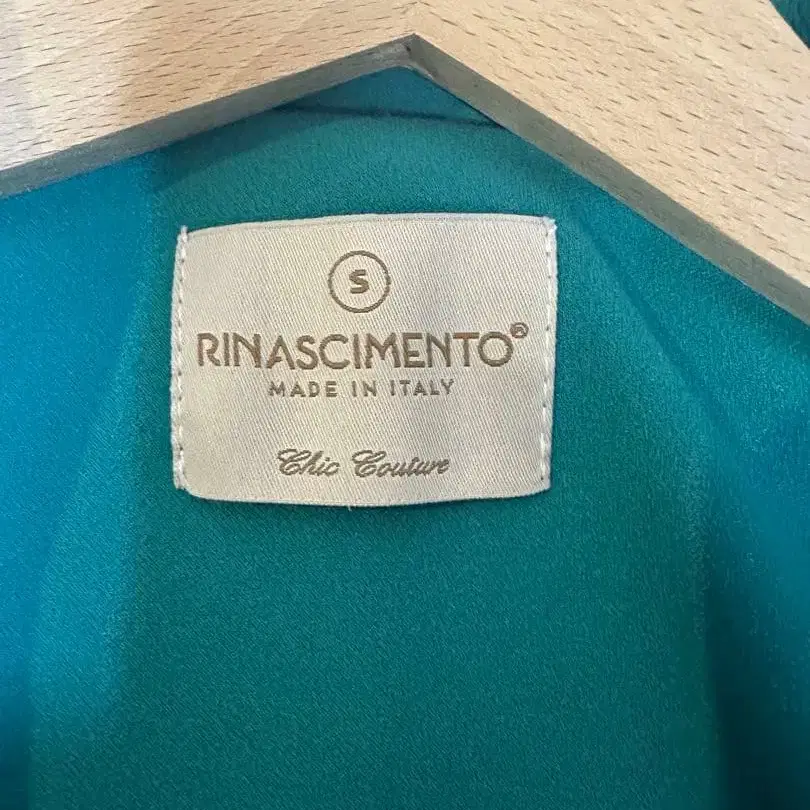 S
RINASCIMENTO®
MADE IN ITALY
Chic Couture